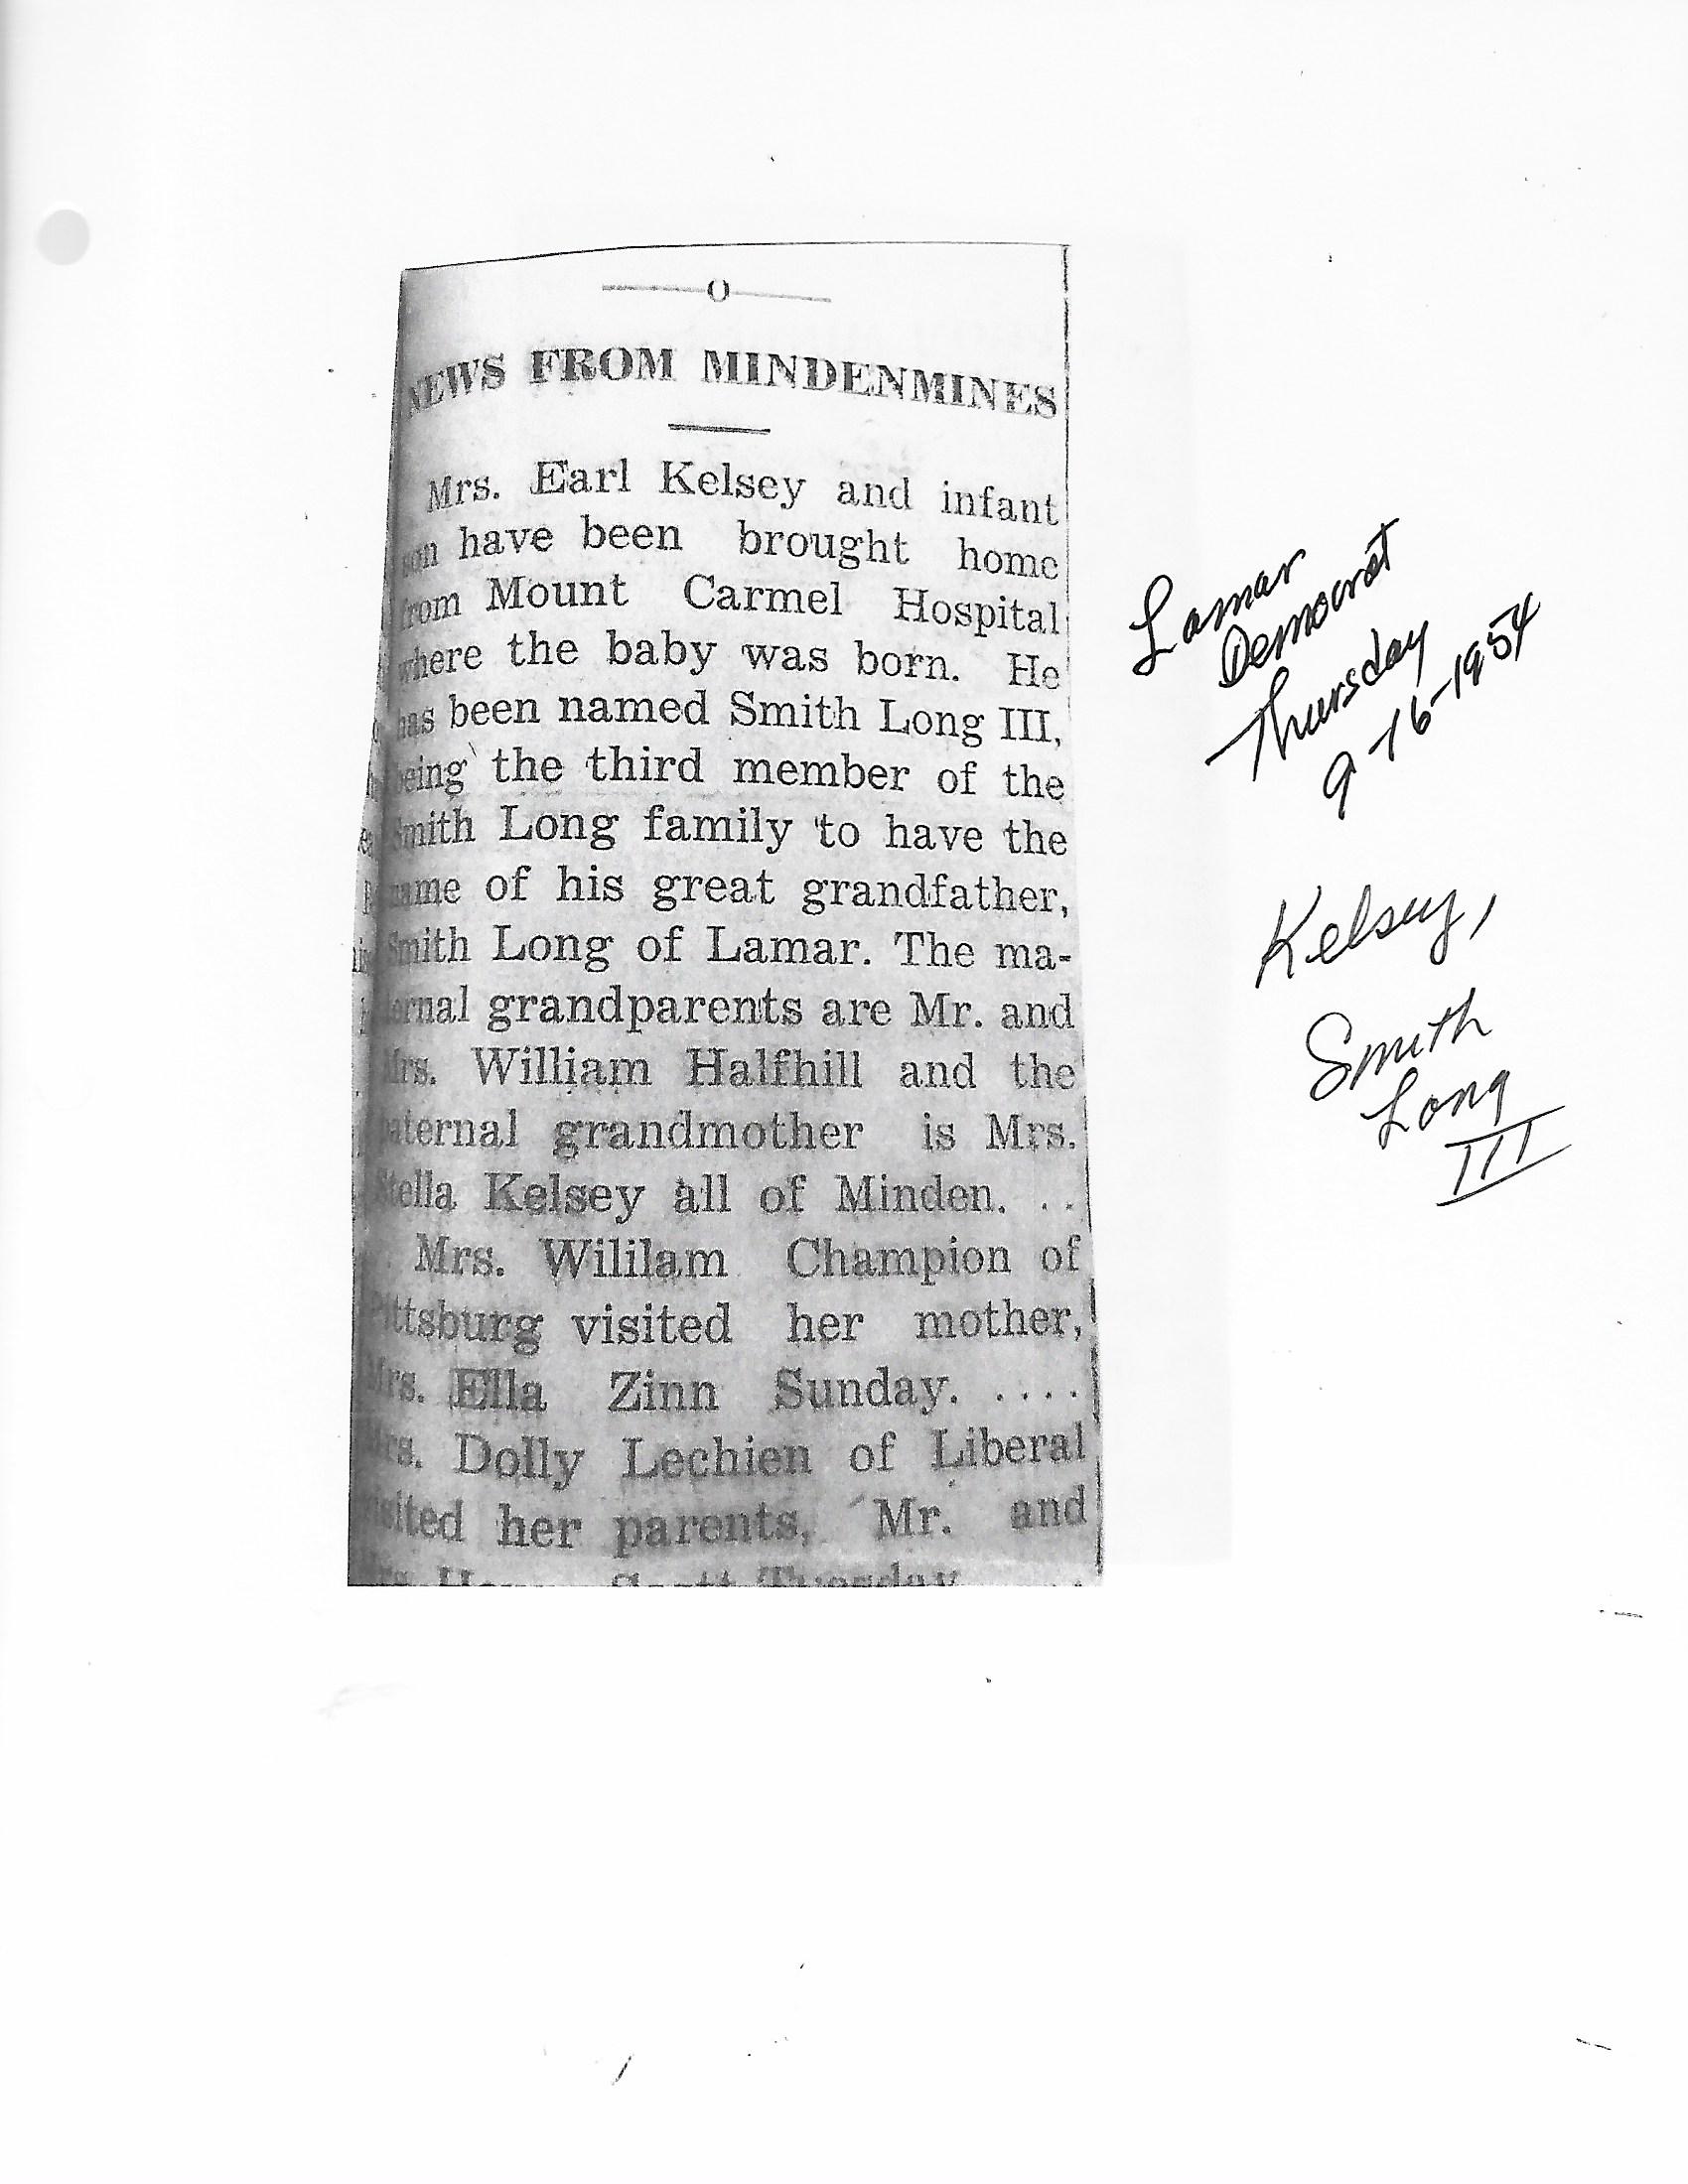 O
NEWS FROM MINDENMINES
Mrs. Earl Kelsey and infant
son have been brought home
from Mount Carmel Hospital
where the baby was born. He
has been named Smith Long III,
being the third member of the
Smith Long family to have the
name of his great grandfather,
Smith Long of Lamar. The ma-
ternal grandparents are Mr. and
Mrs. William Halfhill and the
paternal grandmother is Mrs.
Stella Kelsey all of Minden. . .
Mrs. Wililam Champion of
Pittsburg visited her mother,
Mrs. Ella Zinn Sunday. . . . .
Mrs. Dolly Lechien of Liberal
visited her parents, Mr. and
Scott Tuesday
Lamar
Democrat
Thursday
9-16-1954
Kelsey,
Smith
Long
III